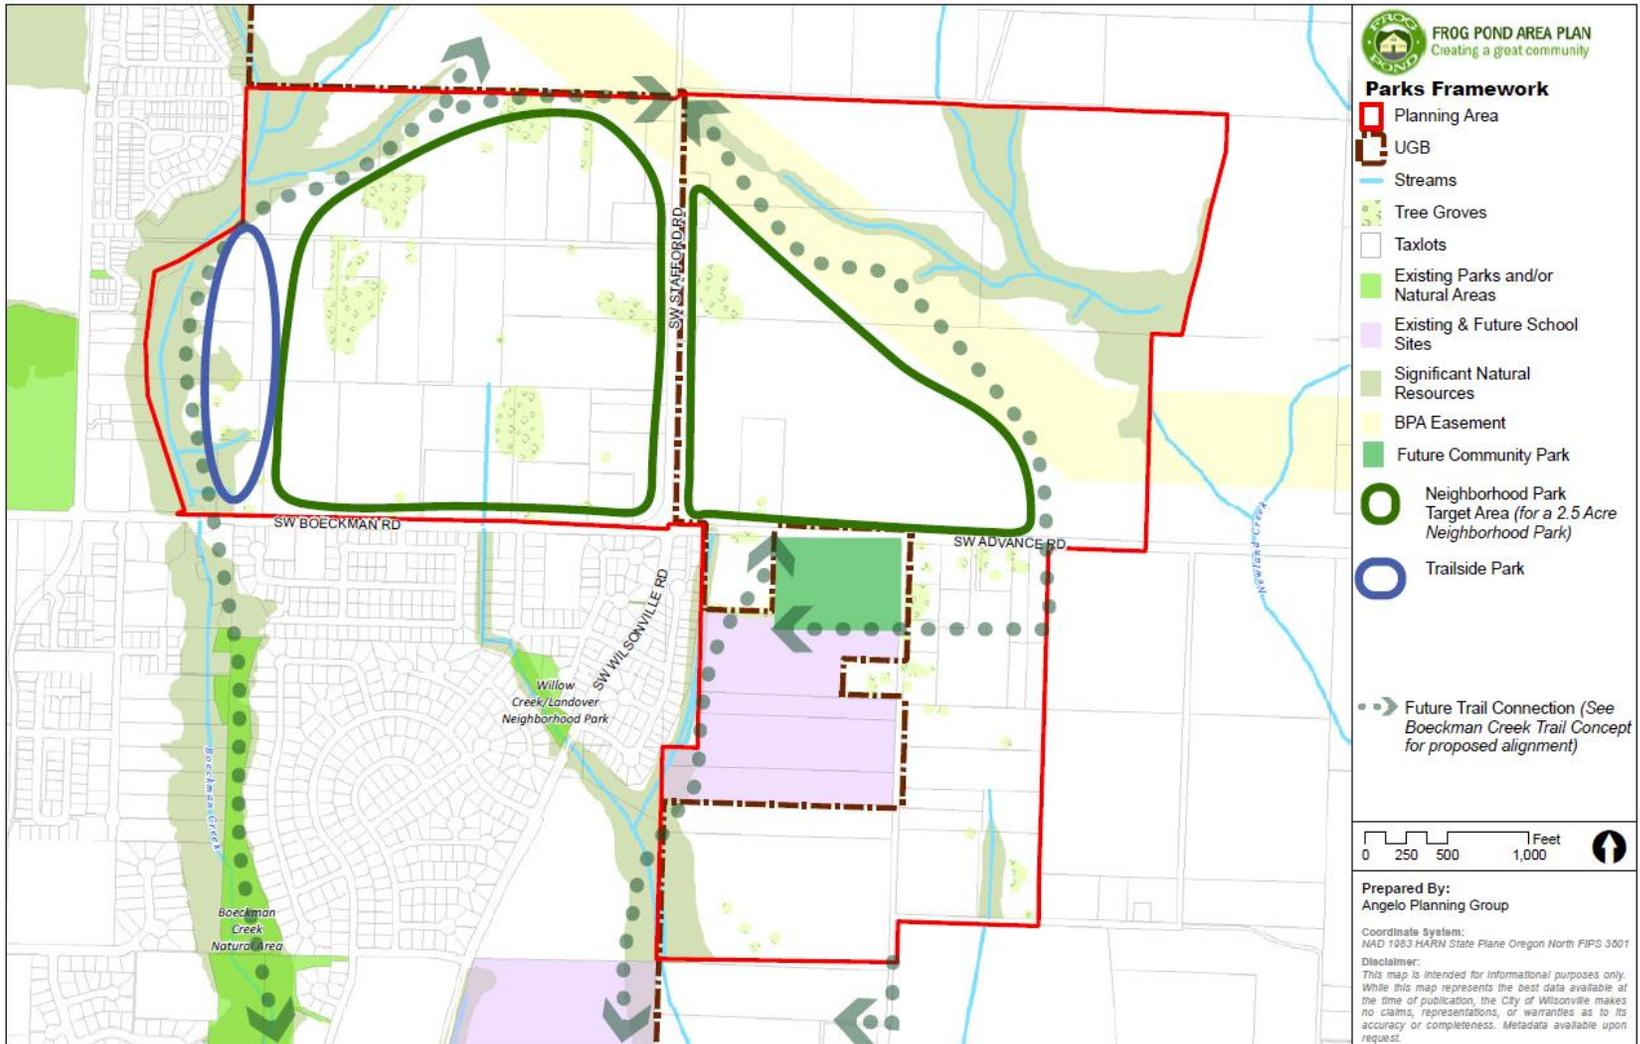 SW STAFFORD RD
SW BOECKMAN RD
SW ADVANCE RD
SW WILSONVILLE RD
Willow
Creek/Landover
Neighborhood Park
Boeckman Creek
Boeckman
Creek
Natural Area
Newland Creek
FROG POND
FROG POND AREA PLAN
Creating a great community
Parks Framework
Planning Area
UGB
Streams
Tree Groves
Taxlots
Existing Parks and/or
Natural Areas
Existing & Future School
Sites
Significant Natural
Resources
BPA Easement
Future Community Park
Neighborhood Park
Target Area (for a 2.5 Acre
Neighborhood Park)
Trailside Park
Future Trail Connection (See
Boeckman Creek Trail Concept
for proposed alignment)
Feet
0 250 500 1,000
Prepared By:
Angelo Planning Group
Coordinate System:
NAD 1983 HARN State Plane Oregon North FIPS 3601
Disclaimer:
This map is intended for informational purposes only.
While this map represents the best data available at
the time of publication, the City of Wilsonville makes
no claims, representations, or warranties as to its
accuracy or completeness. Metadata available upon
request.